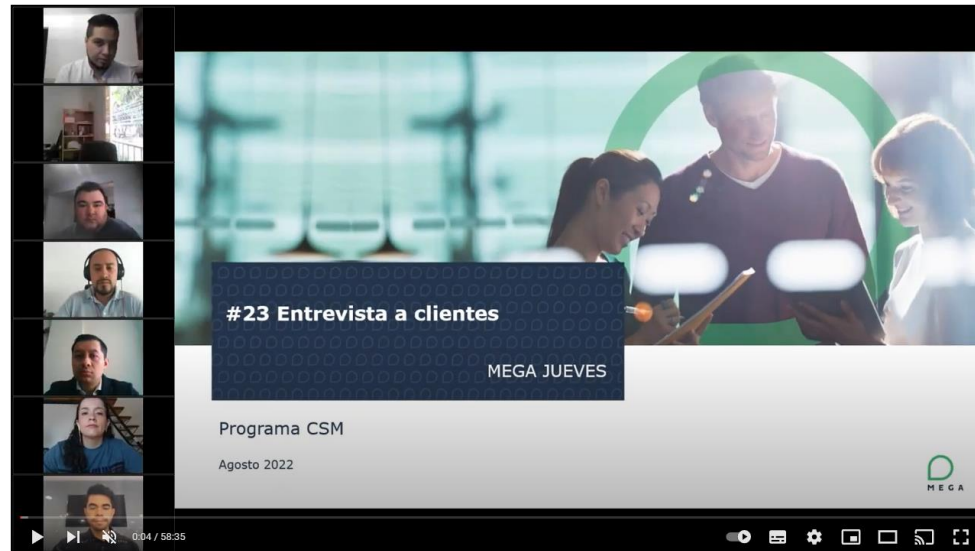 #23 Entrevista a clientes
MEGA JUEVES
Programa CSM
Agosto 2022
MEGA
0:04 / 58:35